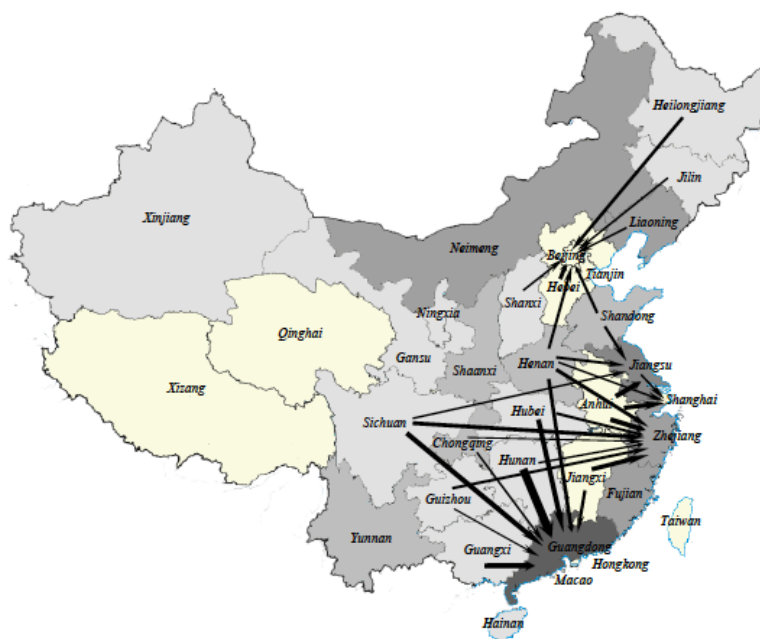 Heilongjiang
Jilin
Xinjiang
Liaoning
Neimeng
Beijing
Tianjin
Hebei
Shanxi
Ningxia
Shandong
Qinghai
Gansu
Henan
Jiangsu
Shaanxi
Xizang
Anhui
Shanghai
Hubei
Sichuan
Zhejiang
Chongqing
Hunan
Jiangxi
Guizhou
Fujian
Taiwan
Yunnan
Guangxi
Guangdong
Hongkong
Macao
Hainan